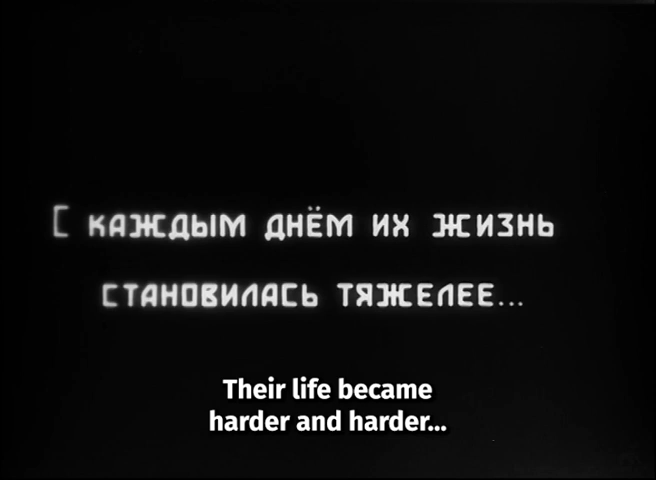 С каждым днём их жизнь
становилась тяжелее...
Their life became
harder and harder...